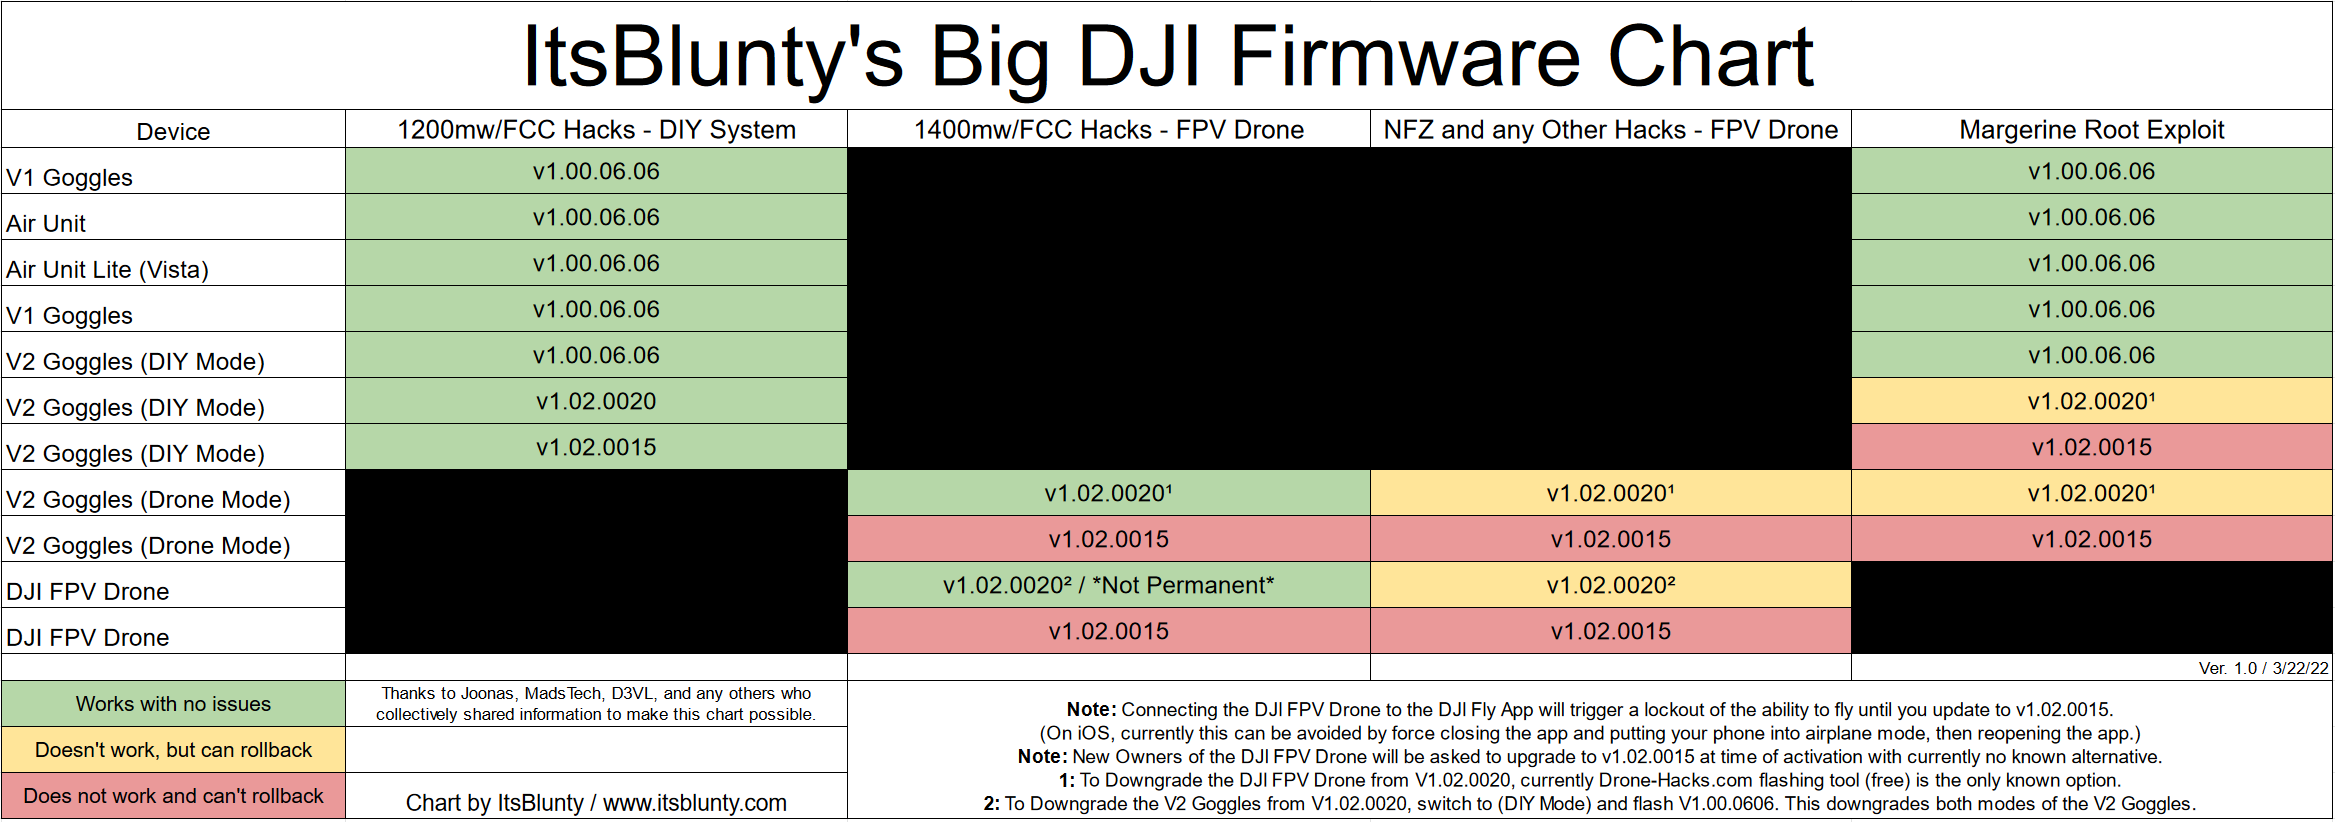 ItsBlunty's Big DJI Firmware Chart
Device 1200mw/FCC Hacks - DIY System 1400mw/FCC Hacks - FPV Drone NFZ and any Other Hacks - FPV Drone Margerine Root Exploit
V1 Goggles v1.00.06.06 v1.00.06.06
Air Unit v1.00.06.06 v1.00.06.06
Air Unit Lite (Vista) v1.00.06.06 v1.00.06.06
V1 Goggles v1.00.06.06 v1.00.06.06
V2 Goggles (DIY Mode) v1.00.06.06 v1.00.06.06
V2 Goggles (DIY Mode) v1.02.0020 v1.02.0020¹
V2 Goggles (DIY Mode) v1.02.0015 v1.02.0015
V2 Goggles (Drone Mode) v1.02.0020¹ v1.02.0020¹ v1.02.0020¹
V2 Goggles (Drone Mode) v1.02.0015 v1.02.0015 v1.02.0015
DJI FPV Drone v1.02.0020² / *Not Permanent* v1.02.0020²
DJI FPV Drone v1.02.0015 v1.02.0015
Ver. 1.0 / 3/22/22
Works with no issues
Doesn't work, but can rollback
Does not work and can't rollback
Thanks to Joonas, MadsTech, D3VL, and any others who
collectively shared information to make this chart possible.
Chart by ItsBlunty / www.itsblunty.com
Note: Connecting the DJI FPV Drone to the DJI Fly App will trigger a lockout of the ability to fly until you update to v1.02.0015.
(On iOS, currently this can be avoided by force closing the app and putting your phone into airplane mode, then reopening the app.)
Note: New Owners of the DJI FPV Drone will be asked to upgrade to v1.02.0015 at time of activation with currently no known alternative.
1: To Downgrade the DJI FPV Drone from V1.02.0020, currently Drone-Hacks.com flashing tool (free) is the only known option.
2: To Downgrade the V2 Goggles from V1.02.0020, switch to (DIY Mode) and flash V1.00.0606. This downgrades both modes of the V2 Goggles.